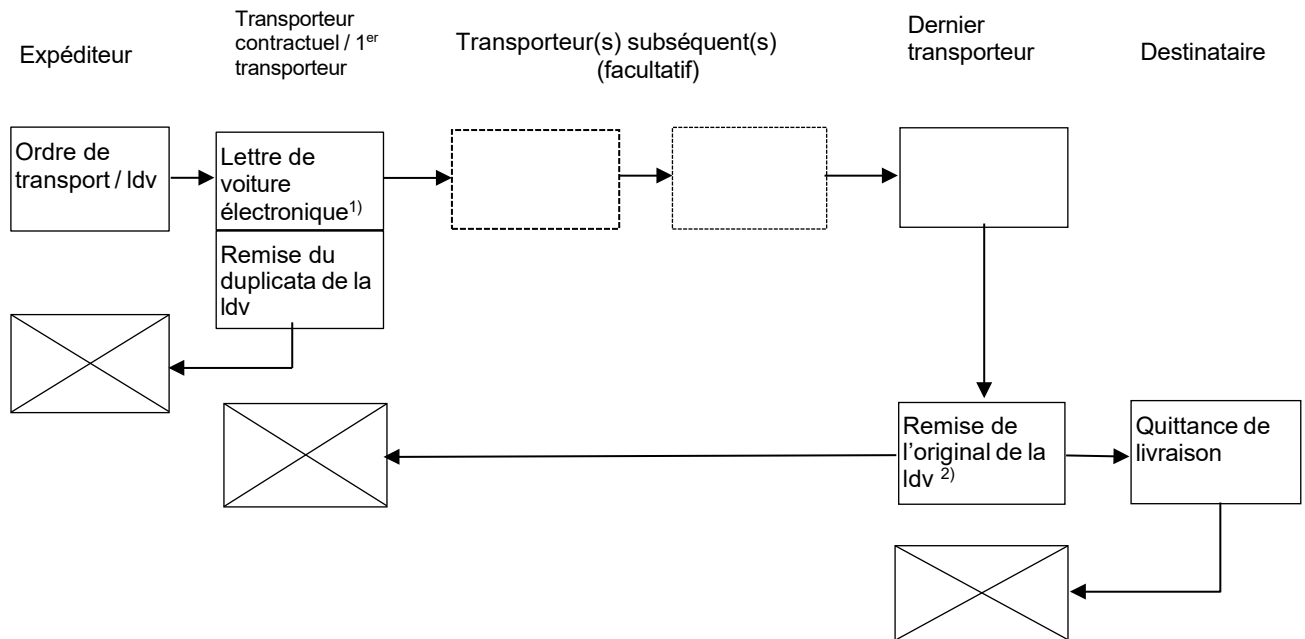 Expéditeur
Transporteur
contractuel / 1er
transporteur
Transporteur(s) subséquent(s)
(facultatif)
Dernier
transporteur
Destinataire
Ordre de
transport / ldv
Lettre de
voiture
électronique1)
Remise du
duplicata de la
ldv
Remise de
l’original de la
ldv 2)
Quittance de
livraison